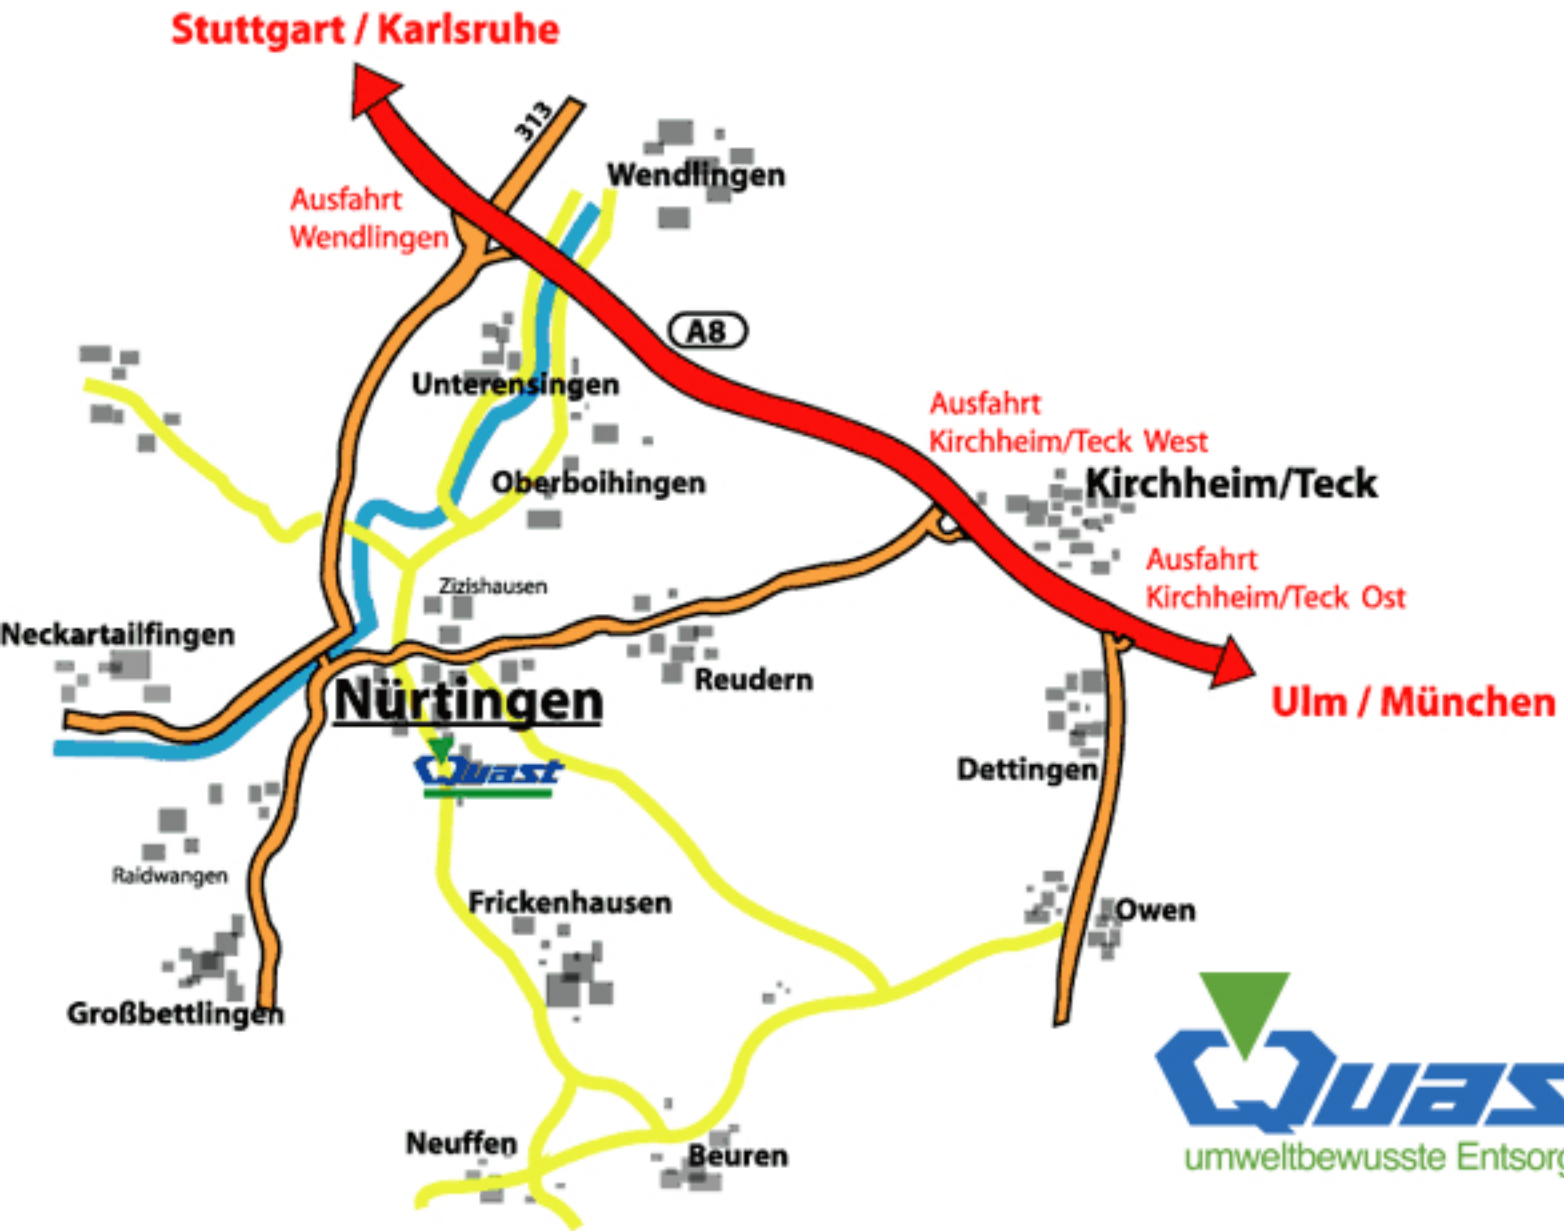 Stuttgart / Karlsruhe
313
Wendlingen
Ausfahrt
Wendlingen
A8
Unterensingen
Ausfahrt
Kirchheim/Teck West
Oberboihingen
Kirchheim/Teck
Ausfahrt
Kirchheim/Teck Ost
Zizishausen
Neckartailfingen
Reudern
Nürtingen
Ulm / München
Quast
Dettingen
Raidwangen
Frickenhausen
Owen
Großbettlingen
Neuffen
Beuren
Quas
umweltbewusste Entsorg